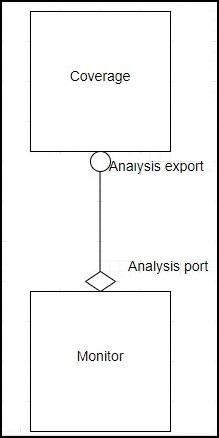 Coverage
Analysis export
Analysis port
Monitor